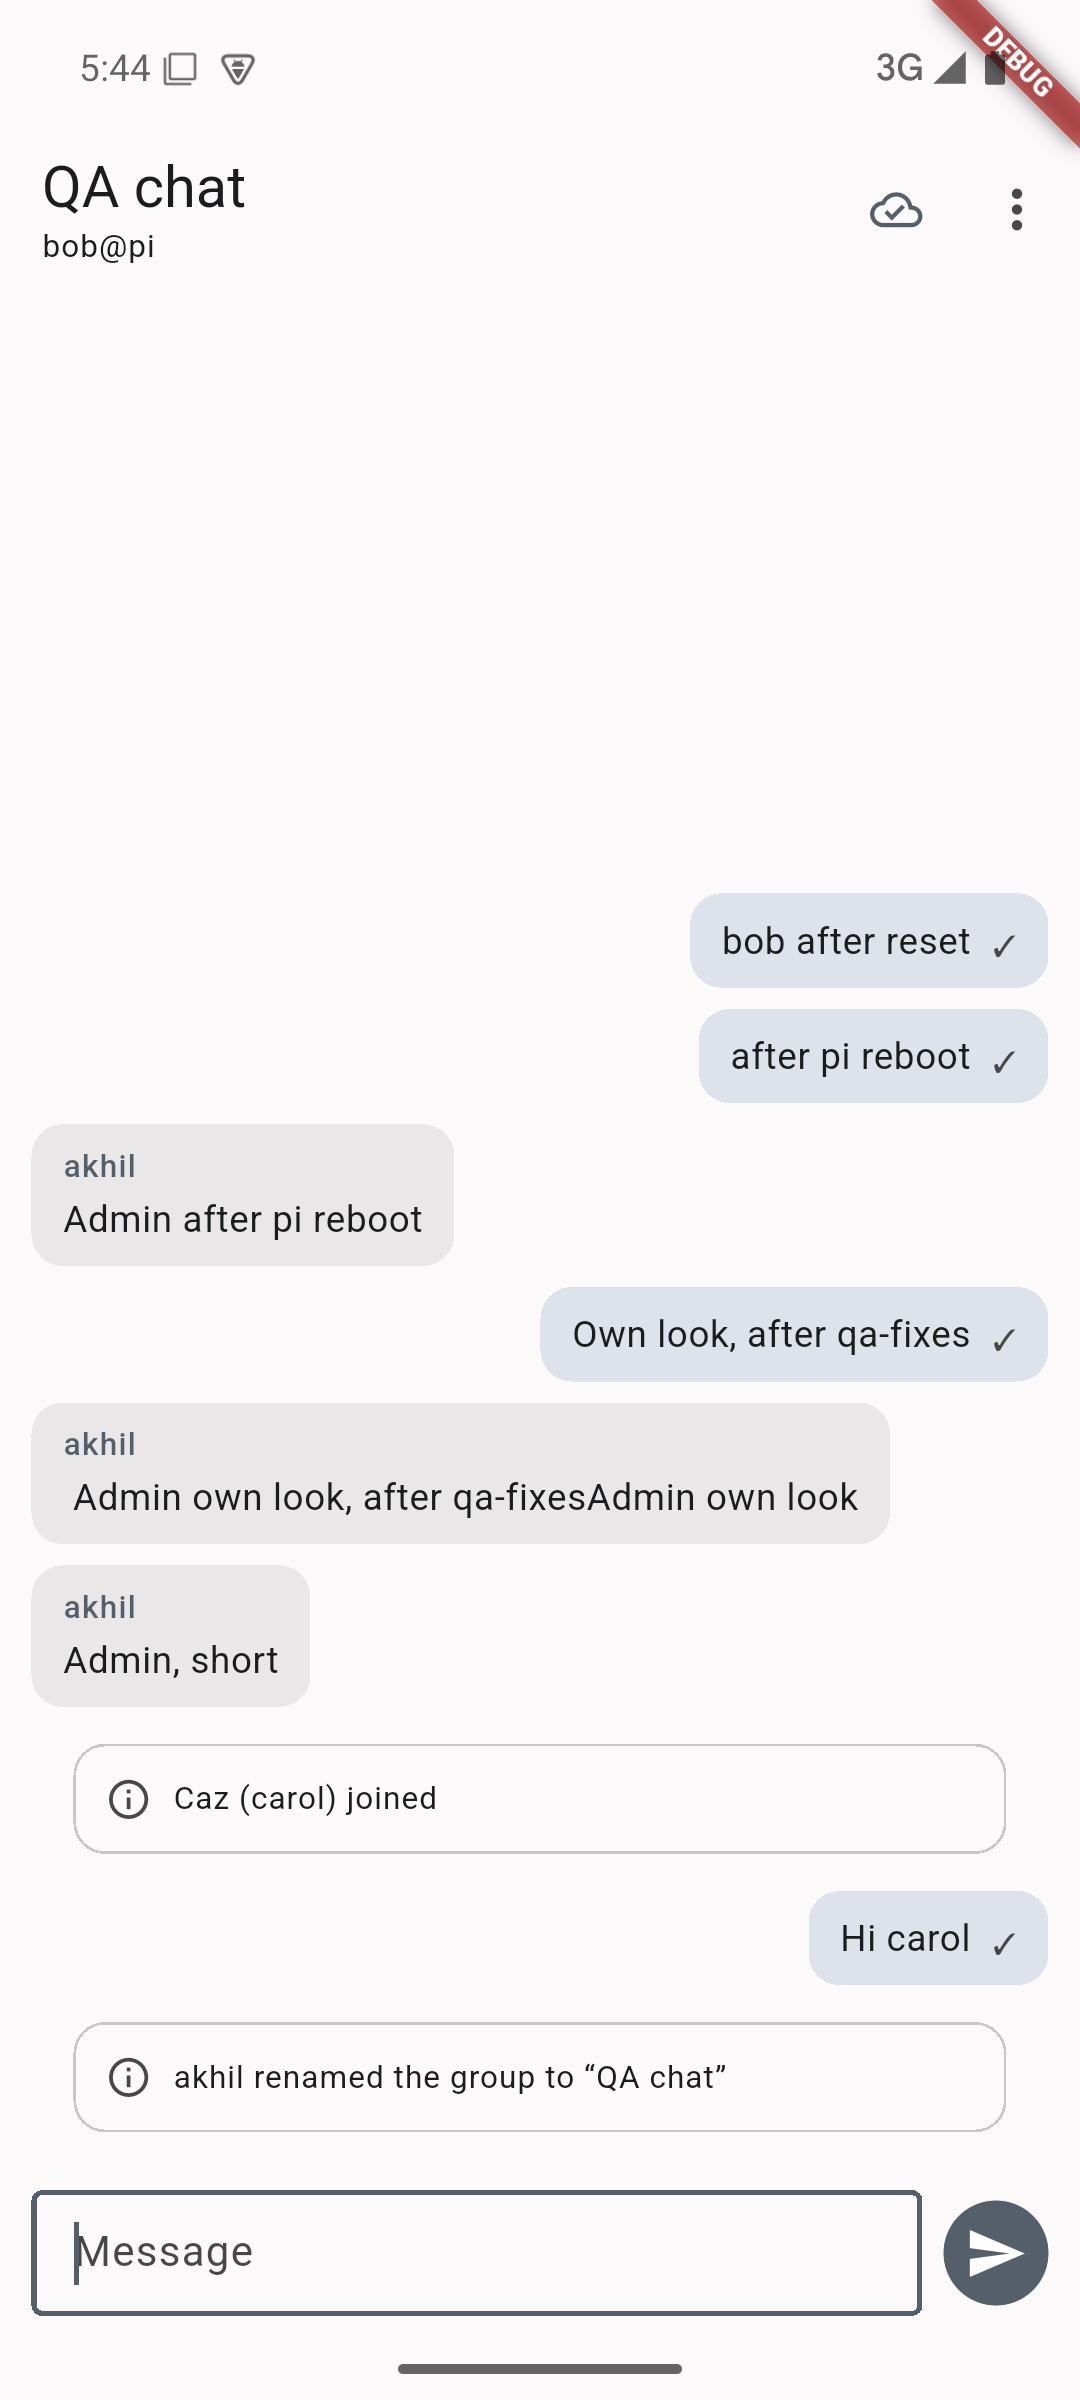 5:44
3G
DEBUG
QA chat
bob@pi
bob after reset ✓
after pi reboot ✓
akhil
Admin after pi reboot
Own look, after qa-fixes ✓
akhil
Admin own look, after qa-fixesAdmin own look
akhil
Admin, short
Caz (carol) joined
Hi carol ✓
akhil renamed the group to “QA chat”
Message